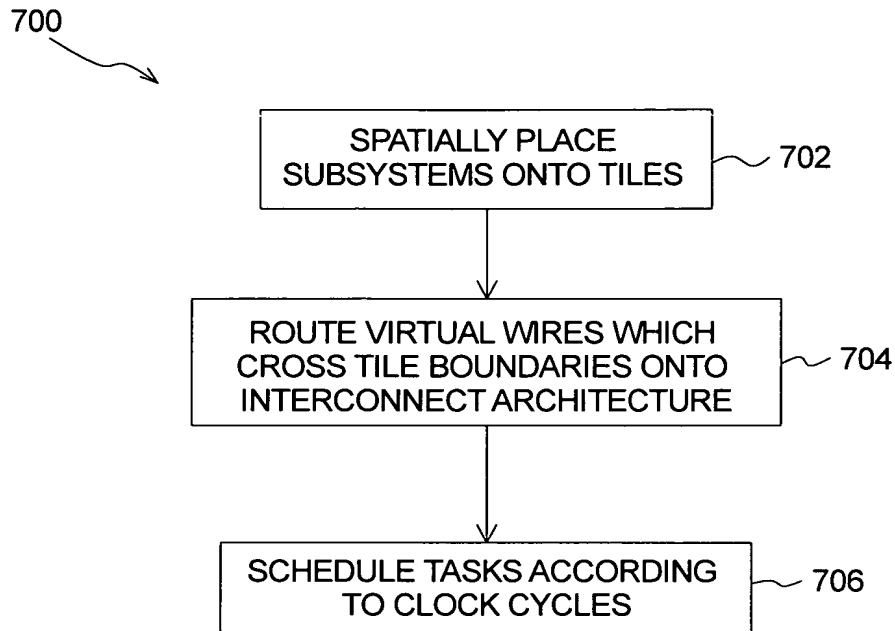 700
SPATIALLY PLACE
SUBSYSTEMS ONTO TILES
702
ROUTE VIRTUAL WIRES WHICH
CROSS TILE BOUNDARIES ONTO
INTERCONNECT ARCHITECTURE
704
SCHEDULE TASKS ACCORDING
TO CLOCK CYCLES
706